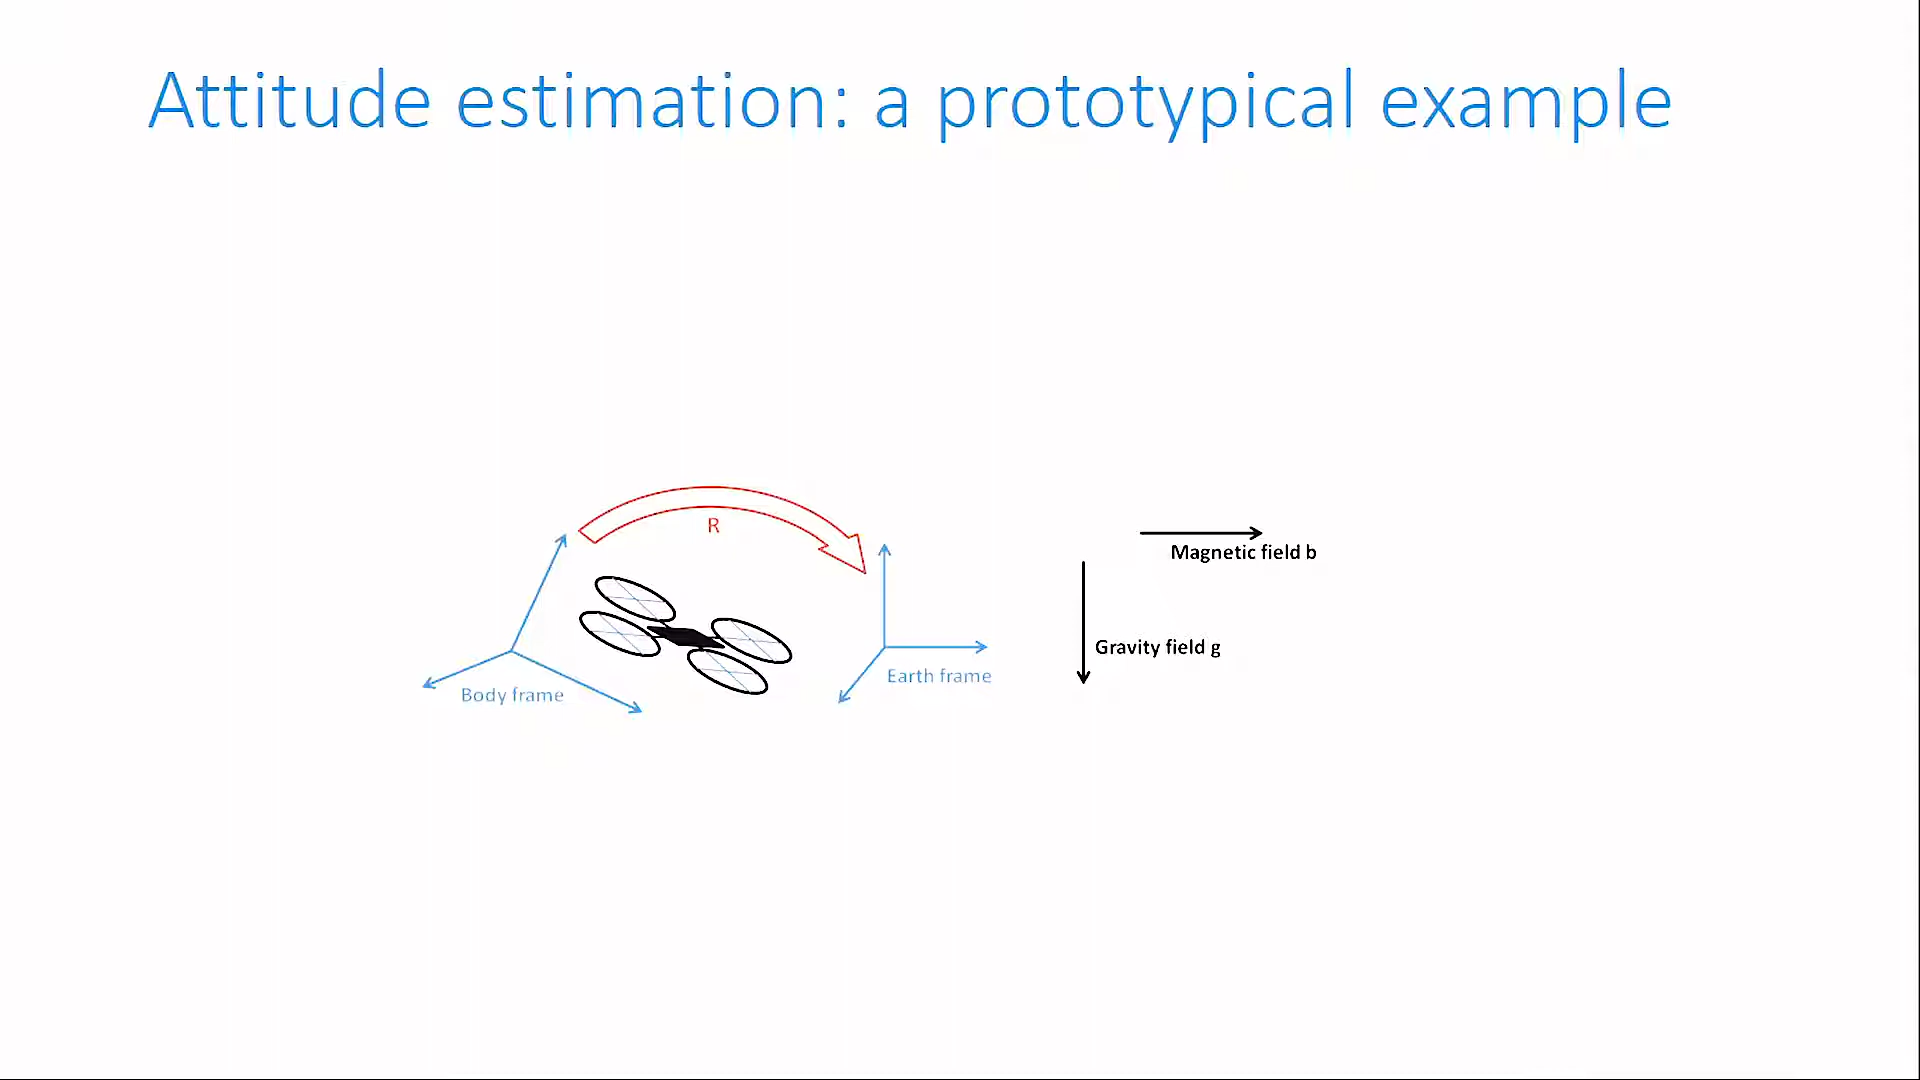 Attitude estimation: a prototypical example
R
Magnetic field b
Gravity field g
Earth frame
Body frame